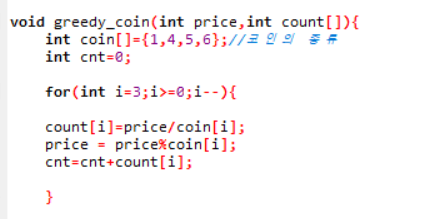 void greedy_coin(int price,int count[]){
int coin[]={1,4,5,6};//코인의 종류
int cnt=0;
for(int i=3;i>=0;i--){
count[i]=price/coin[i];
price = price%coin[i];
cnt=cnt+count[i];
}